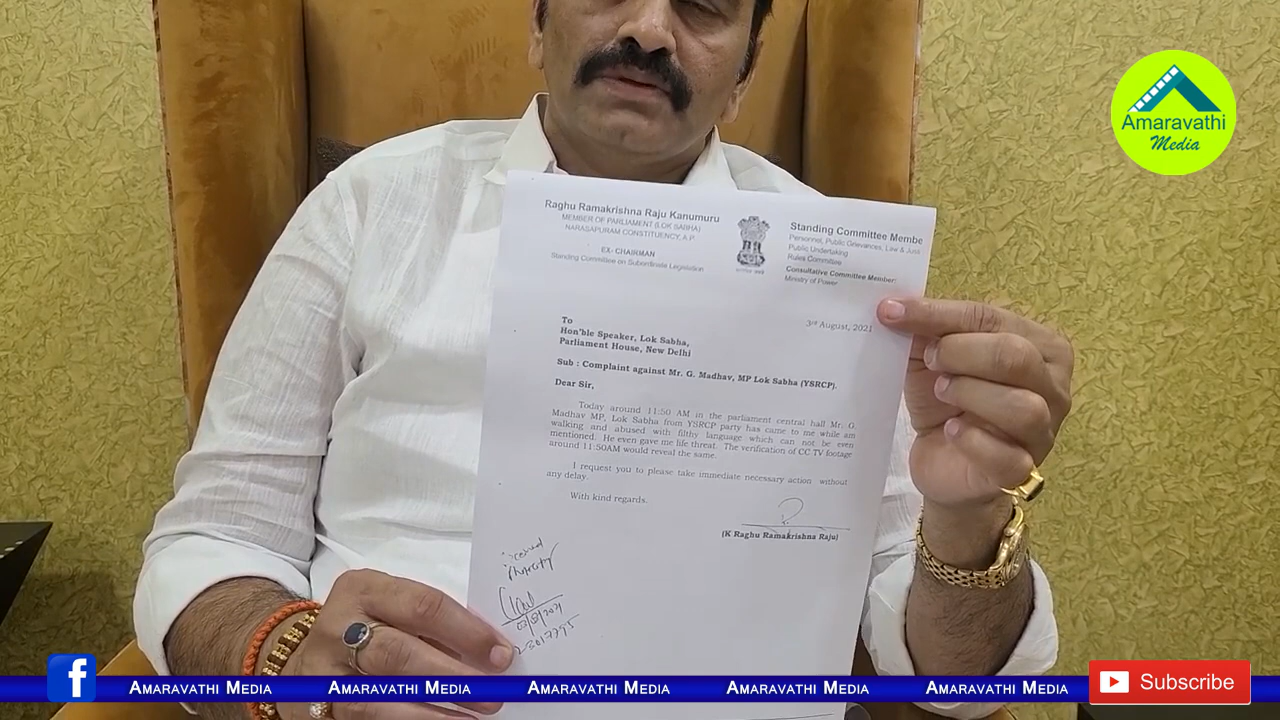 Amaravathi
Media
Raghu Ramakrishna Raju Kanumuru
MEMBER OF PARLIAMENT (LOK SABHA)
NARASAPURAM CONSTITUENCY, A.P.
EX- CHAIRMAN
Standing Committee on Subordinate Legislation
Standing Committee Membe
Personnel, Public Grievances, Law & Justi
Public Undertaking
Rules Committee
Consultative Committee Member:
Ministry of Power
3rd August, 2021
To
Hon'ble Speaker, Lok Sabha,
Parliament House, New Delhi
Sub : Complaint against Mr. G. Madhav, MP Lok Sabha (YSRCP).
Dear Sir,
Today around 11:50 AM in the parliament central hall Mr. G.
Madhav MP, Lok Sabha from YSRCP party has came to me while am
walking and abused with filthy language which can not be even
mentioned. He even gave me life threat. The verification of CC TV footage
around 11:50AM would reveal the same.
I request you to please take immediate necessary action without
any delay.
With kind regards.
(K Raghu Ramakrishna Raju)
03/8/2021
f AMARAVATHI MEDIA AMARAVATHI MEDIA AMARAVATHI MEDIA AMARAVATHI MEDIA AMARAVATHI MEDIA Subscribe